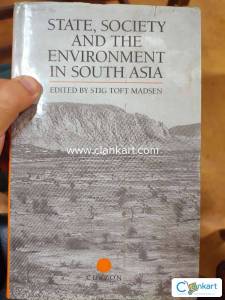 STATE, SOCIETY
AND THE
ENVIRONMENT
IN SOUTH ASIA
EDITED BY STIG TOFT MADSEN
www.clankart.com
CURZON
Clankart